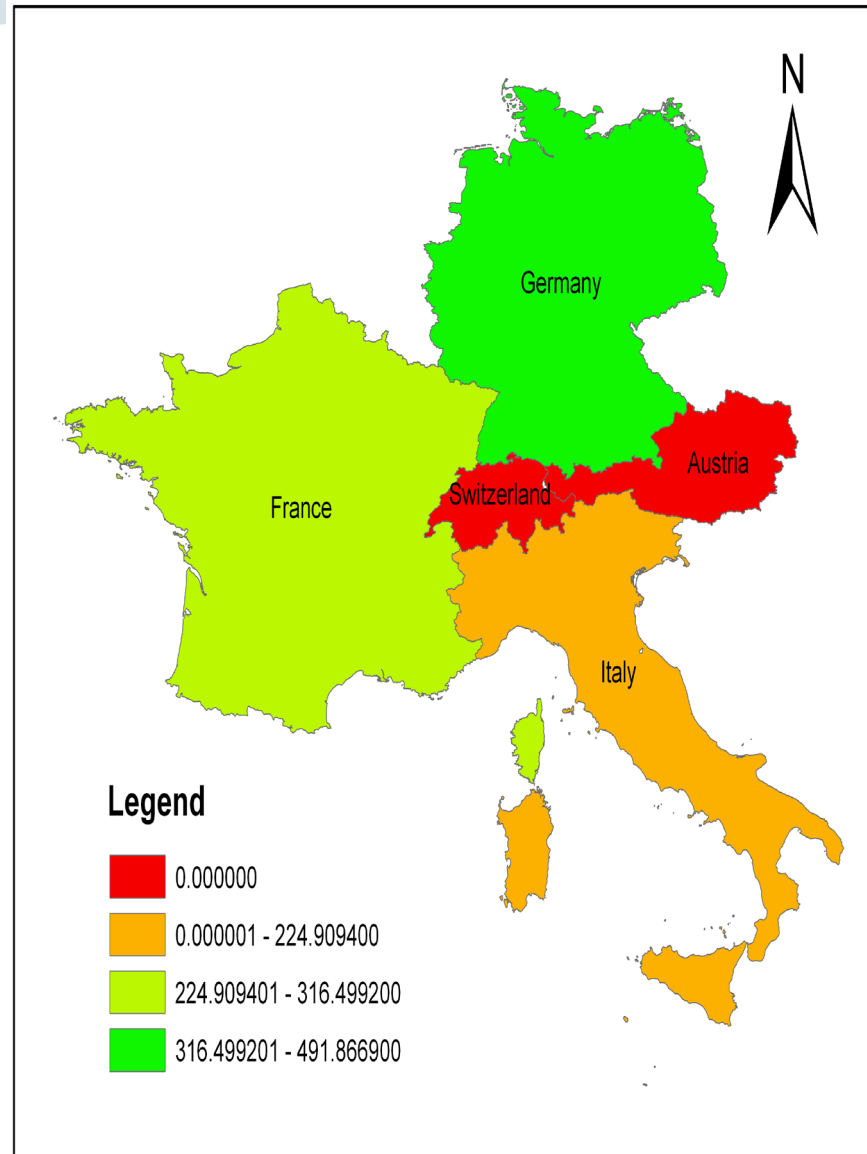 N
Germany
Austria
Switzerland
France
Italy
Legend
0.000000
0.000001 - 224.909400
224.909401 - 316.499200
316.499201 - 491.866900